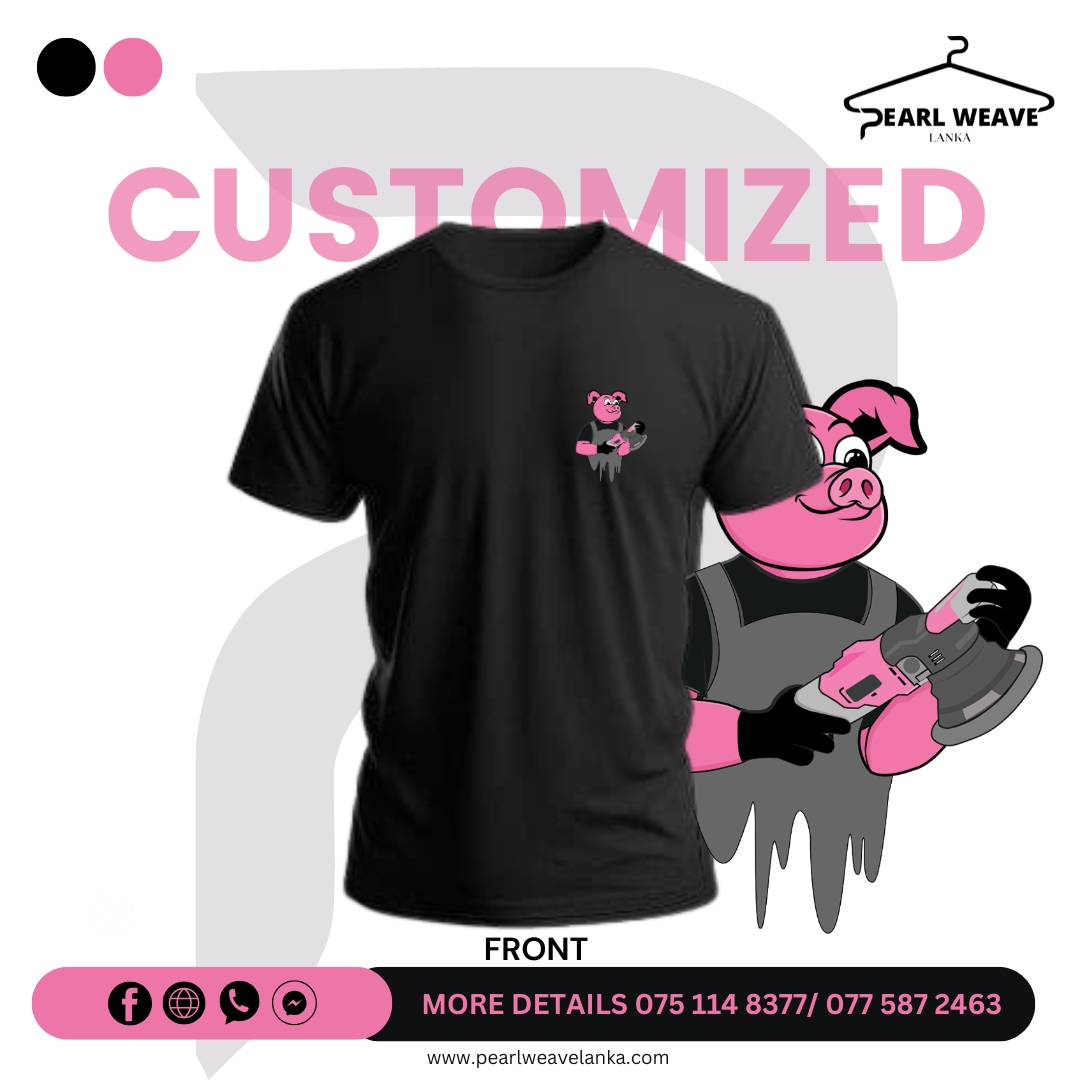 PEARL WEAVE
LANKA
CUSTOMIZED
FRONT
MORE DETAILS 075 114 8377/ 077 587 2463
www.pearlweavelanka.com